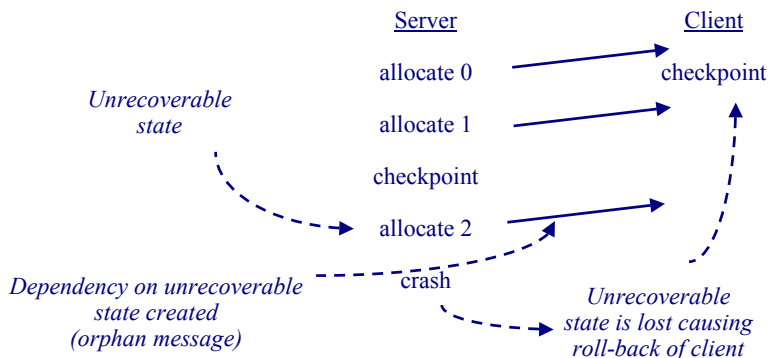 Server
Client
allocate 0
checkpoint
Unrecoverable
state
allocate 1
checkpoint
allocate 2
crash
Dependency on unrecoverable
state created
(orphan message)
Unrecoverable
state is lost causing
roll-back of client